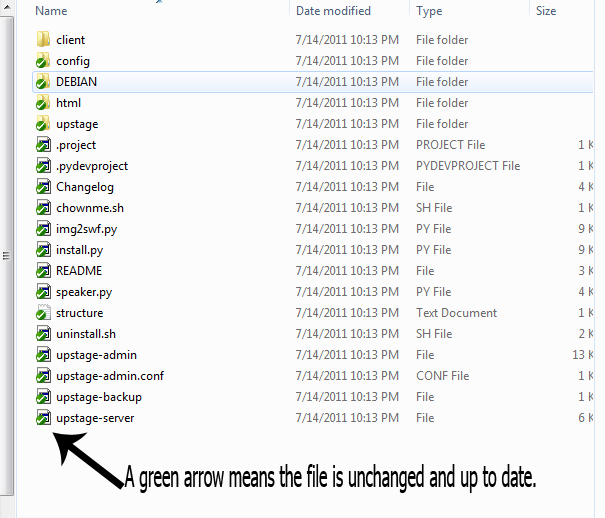 Name Date modified Type Size
client 7/14/2011 10:13 PM File folder
config 7/14/2011 10:13 PM File folder
DEBIAN 7/14/2011 10:13 PM File folder
html 7/14/2011 10:13 PM File folder
upstage 7/14/2011 10:13 PM File folder
.project 7/14/2011 10:13 PM PROJECT File 1 K
.pydevproject 7/14/2011 10:13 PM PYDEVPROJECT File 1 K
Changelog 7/14/2011 10:13 PM File 4 K
chownme.sh 7/14/2011 10:13 PM SH File 1 K
img2swf.py 7/14/2011 10:13 PM PY File 9 K
install.py 7/14/2011 10:13 PM PY File 9 K
README 7/14/2011 10:13 PM File 3 K
speaker.py 7/14/2011 10:13 PM PY File 4 K
structure 7/14/2011 10:13 PM Text Document 1 K
uninstall.sh 7/14/2011 10:13 PM SH File 2 K
upstage-admin 7/14/2011 10:13 PM File 13 K
upstage-admin.conf 7/14/2011 10:13 PM CONF File 1 K
upstage-backup 7/14/2011 10:13 PM File 1 K
upstage-server 7/14/2011 10:13 PM File 6 K
A green arrow means the file is unchanged and up to date.